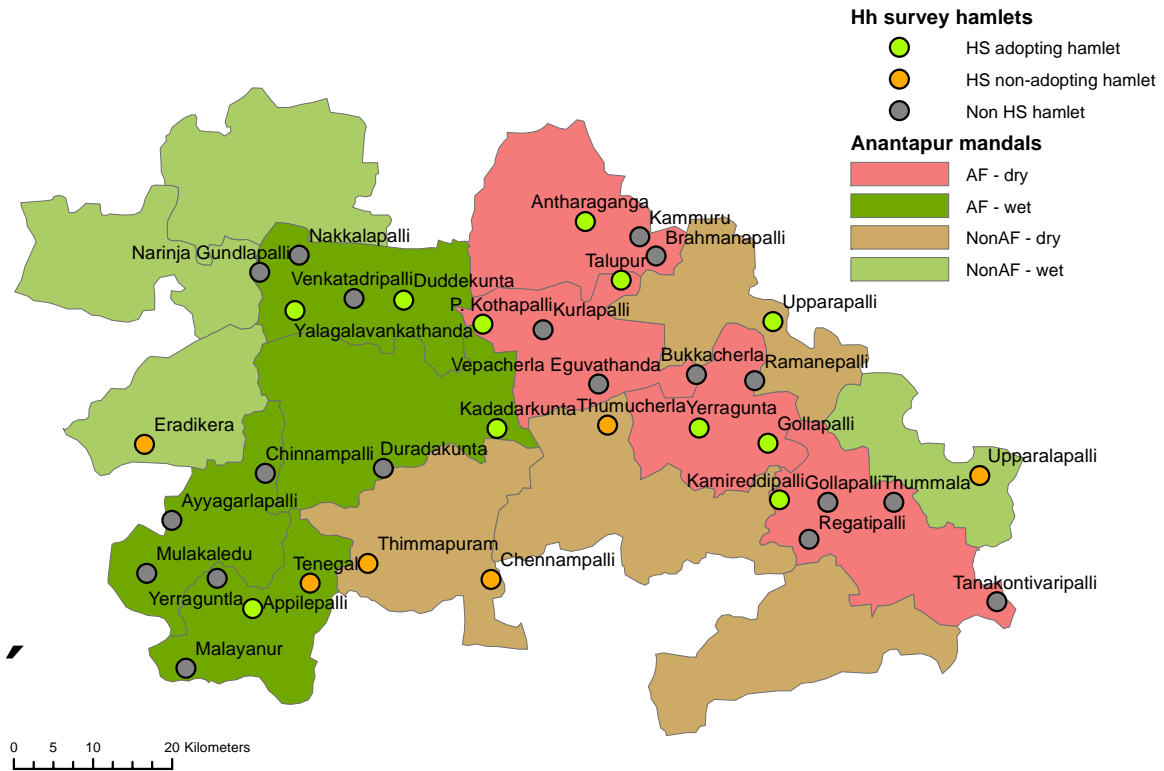 Hh survey hamlets
HS adopting hamlet
HS non-adopting hamlet
Non HS hamlet
Anantapur mandals
AF - dry
AF - wet
NonAF - dry
NonAF - wet
Antharaganga
Kammuru
Brahmanapalli
Nakkalapalli
Narinja Gundlapalli
Talupur
Venkatadripalli
Duddekunta
P. Kothapalli
Kurlapalli
Upparapalli
Yalagalavankathanda
Vepacherla Eguvathanda
Bukkacherla
Ramanepalli
Kadadarkunta
Thumucherla
Yerragunta
Gollapalli
Eradikera
Chinnampalli
Duradakunta
Upparalapalli
Kamireddipalli
Gollapalli
Thummala
Ayyagarlapalli
Regatipalli
Thimmapuram
Mulakaledu
Tenegal
Chennampalli
Tanakontivaripalli
Yerraguntla
Appilepalli
Malayanur
0 5 10 20 Kilometers